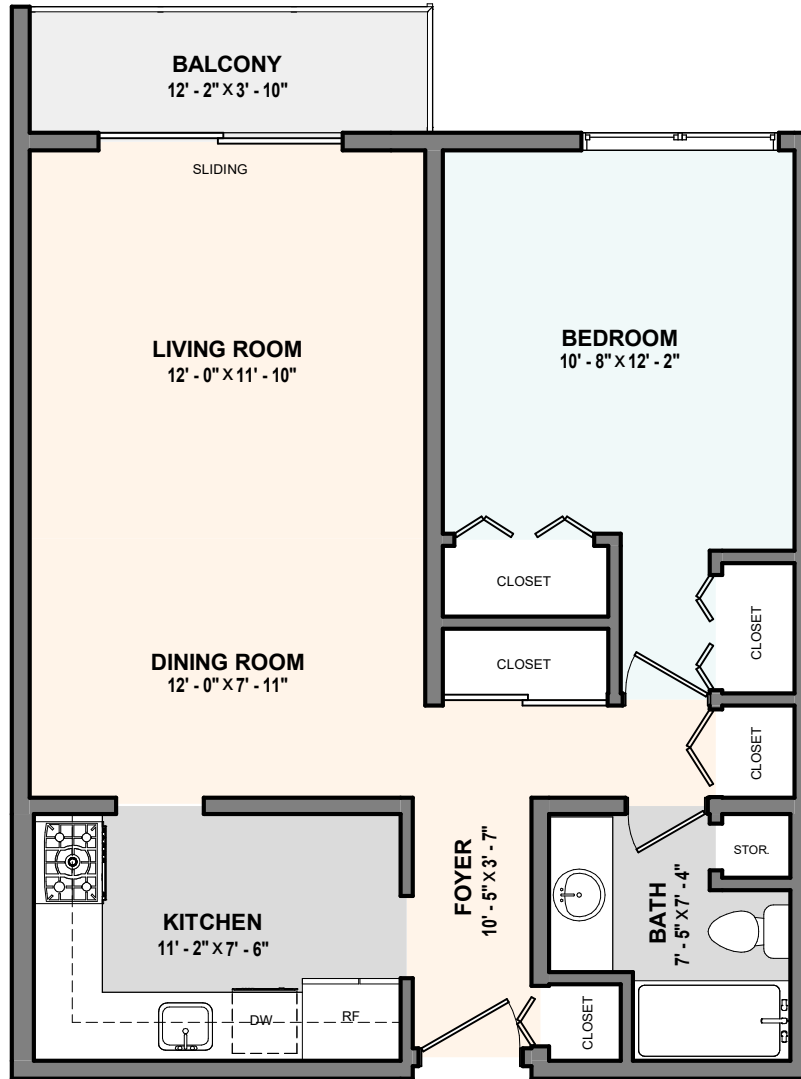 BALCONY
12' - 2" X 3' - 10"
SLIDING
LIVING ROOM
12' - 0" X 11' - 10"
BEDROOM
10' - 8" X 12' - 2"
CLOSET
CLOSET
CLOSET
DINING ROOM
12' - 0" X 7' - 11"
CLOSET
STOR.
FOYER
10' - 5" X 3' - 7"
BATH
7' - 5" X 7' - 4"
KITCHEN
11' - 2" X 7' - 6"
DW
RF
CLOSET